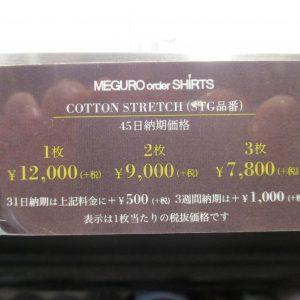 MEGURO order SHIRTS
COTTON STRETCH (STG品番)
45日納期価格
1枚 2枚 3枚
¥12,000(+税) ¥9,000(+税) ¥7,800(+税)
31日納期は上記料金に+¥500(+税) 3週間納期は+¥1,000(+税)
表示は1枚当たりの税抜価格です